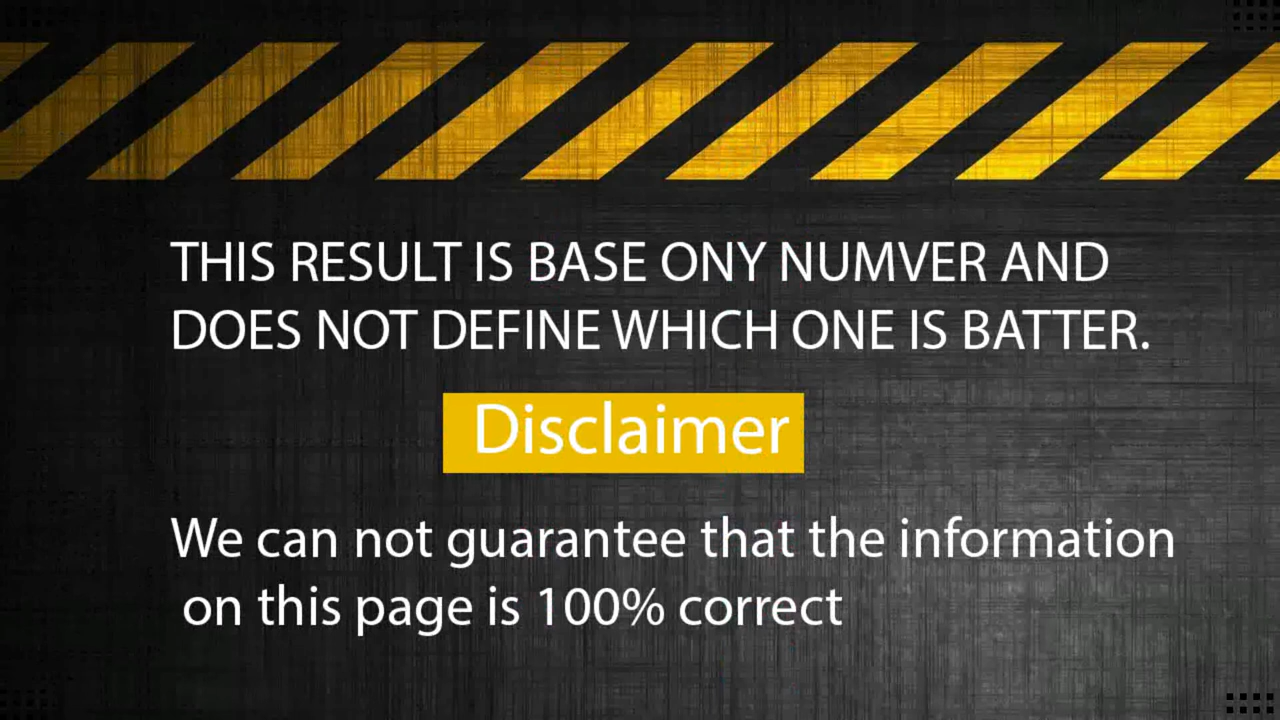 THIS RESULT IS BASE ONY NUMVER AND
DOES NOT DEFINE WHICH ONE IS BATTER.
Disclaimer
We can not guarantee that the information
on this page is 100% correct